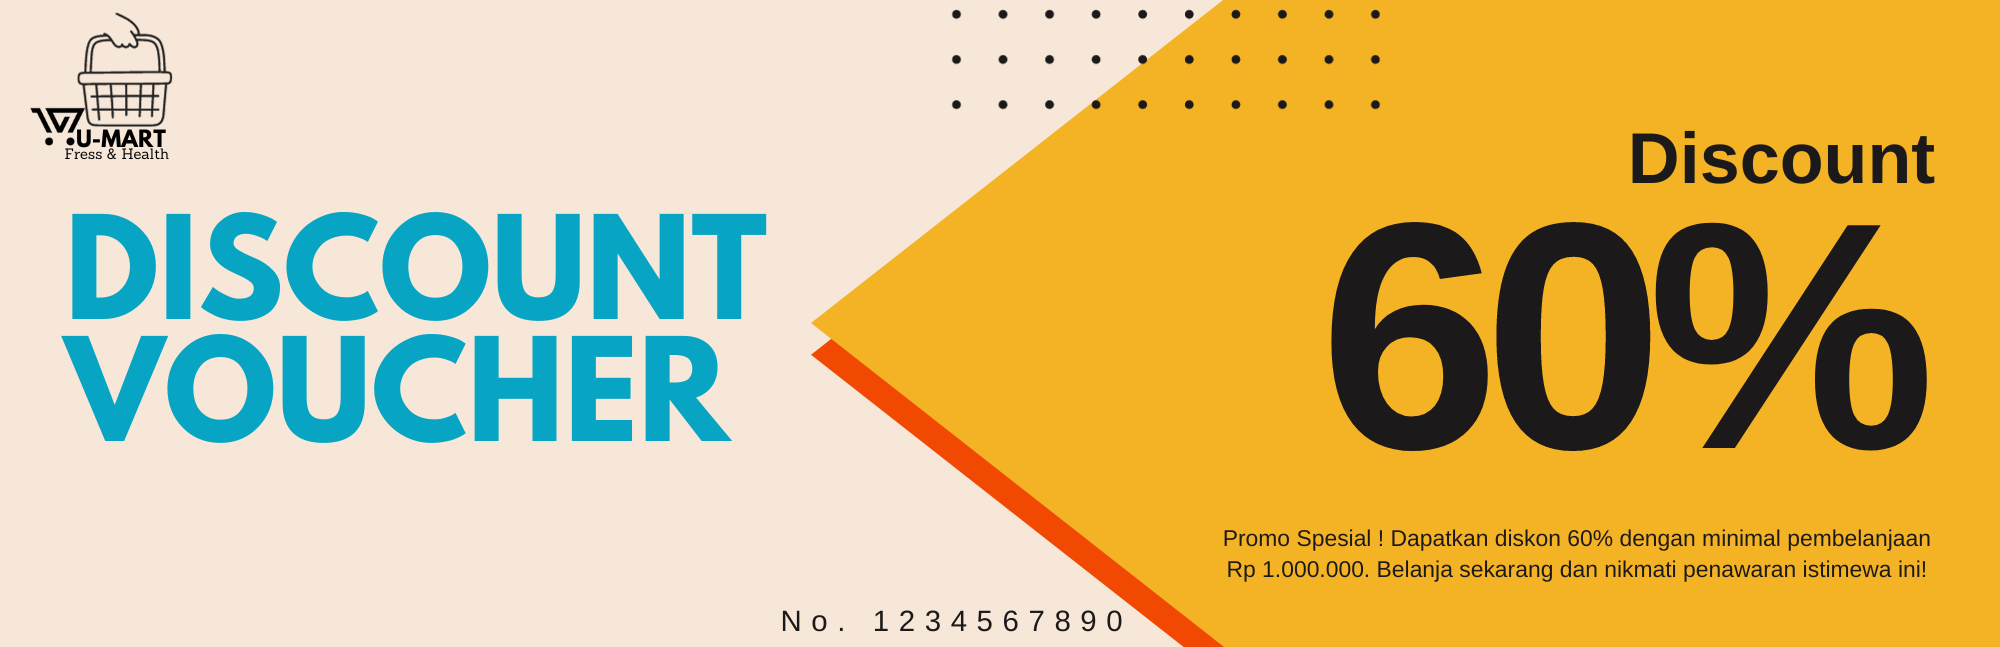 U-MART
Fress & Health
DISCOUNT
VOUCHER
Discount
60%
Promo Spesial ! Dapatkan diskon 60% dengan minimal pembelanjaan
Rp 1.000.000. Belanja sekarang dan nikmati penawaran istimewa ini!
No. 1234567890